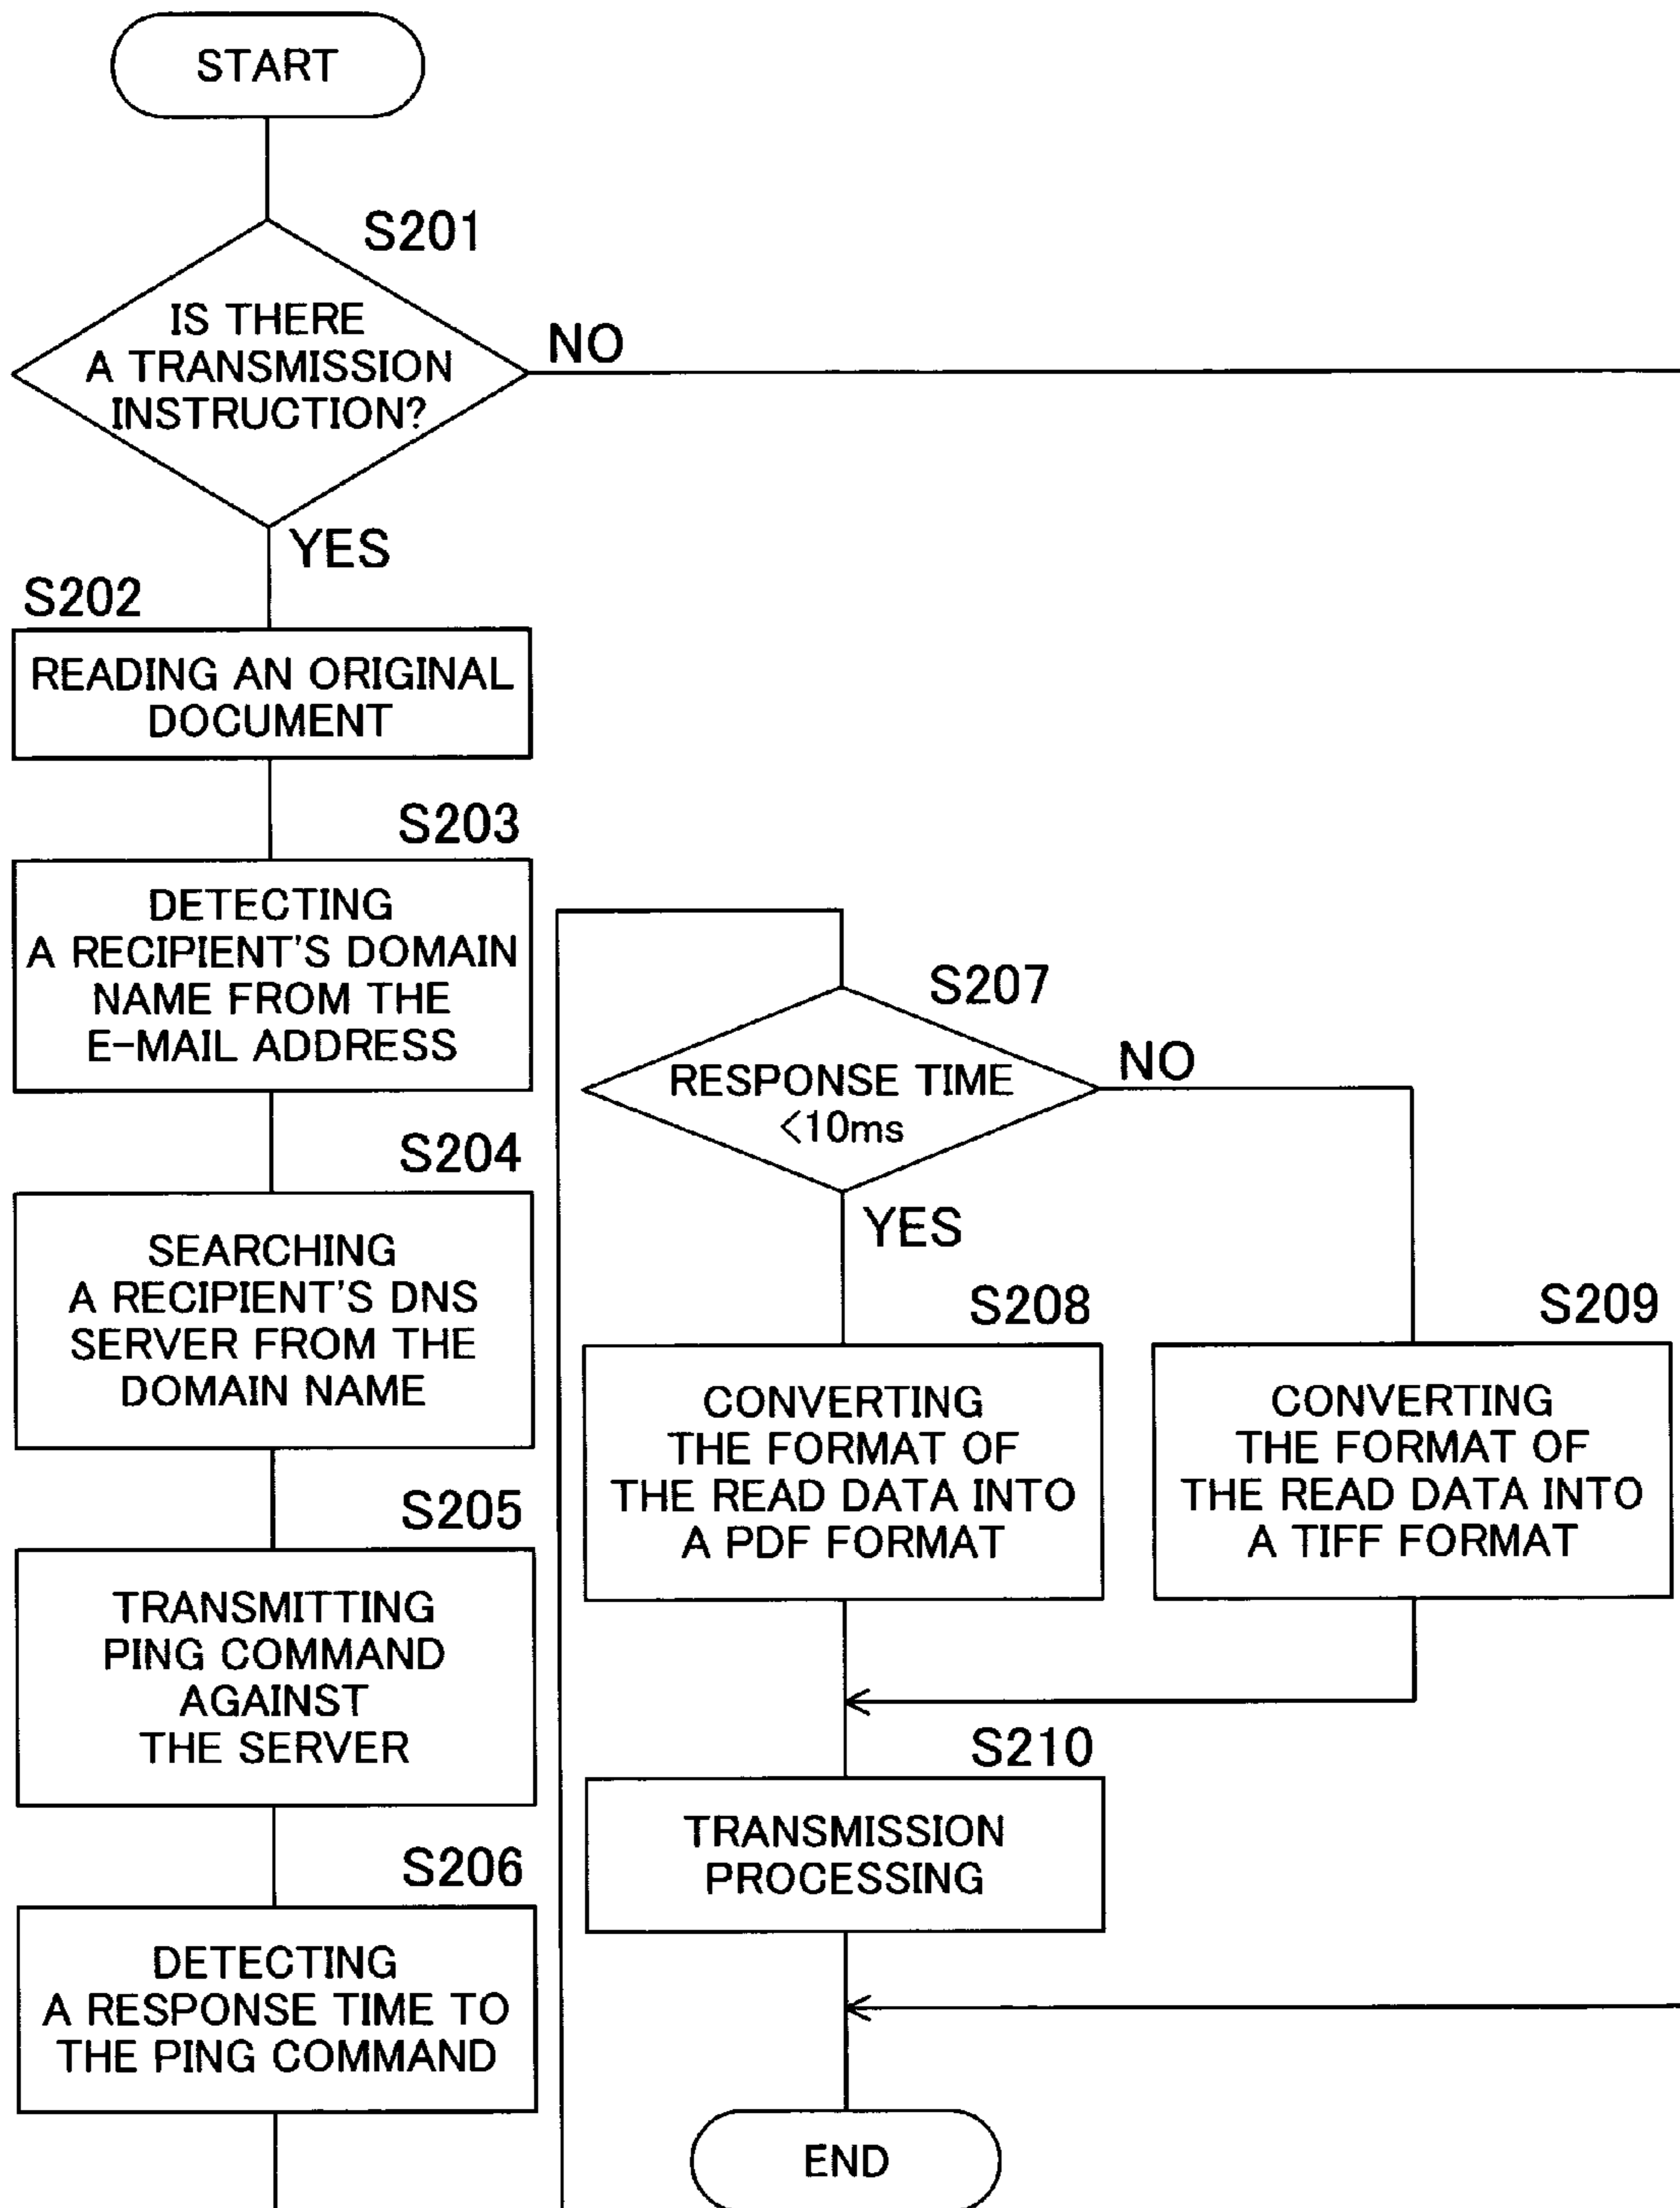 START
S201
IS THERE
A TRANSMISSION
INSTRUCTION?
NO
YES
S202
READING AN ORIGINAL
DOCUMENT
S203
DETECTING
A RECIPIENT'S DOMAIN
NAME FROM THE
E-MAIL ADDRESS
S204
SEARCHING
A RECIPIENT'S DNS
SERVER FROM THE
DOMAIN NAME
S205
TRANSMITTING
PING COMMAND
AGAINST
THE SERVER
S206
DETECTING
A RESPONSE TIME TO
THE PING COMMAND
S207
RESPONSE TIME
<10ms
NO
YES
S208
CONVERTING
THE FORMAT OF
THE READ DATA INTO
A PDF FORMAT
S209
CONVERTING
THE FORMAT OF
THE READ DATA INTO
A TIFF FORMAT
S210
TRANSMISSION
PROCESSING
END